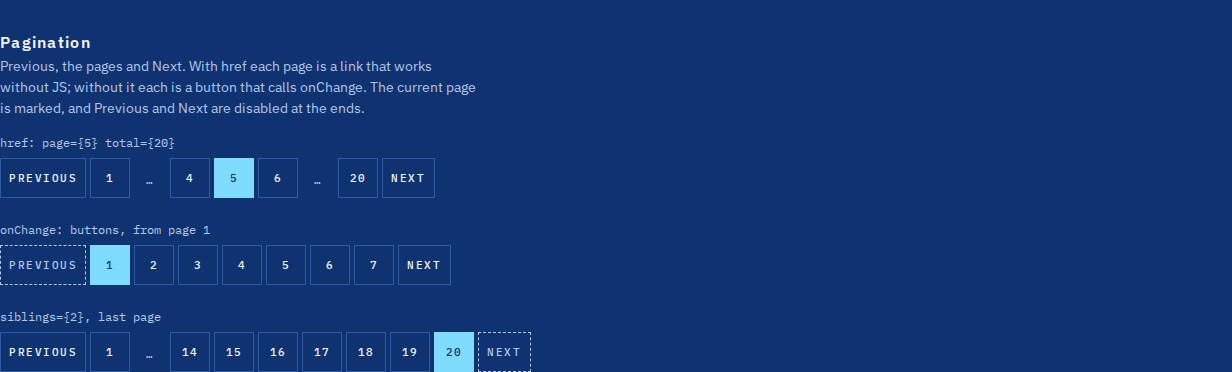 Pagination
Previous, the pages and Next. With href each page is a link that works
without JS; without it each is a button that calls onChange. The current page
is marked, and Previous and Next are disabled at the ends.
href: page={5} total={20}
PREVIOUS 1 … 4 5 6 … 20 NEXT
onChange: buttons, from page 1
PREVIOUS 1 2 3 4 5 6 7 NEXT
siblings={2}, last page
PREVIOUS 1 … 14 15 16 17 18 19 20 NEXT